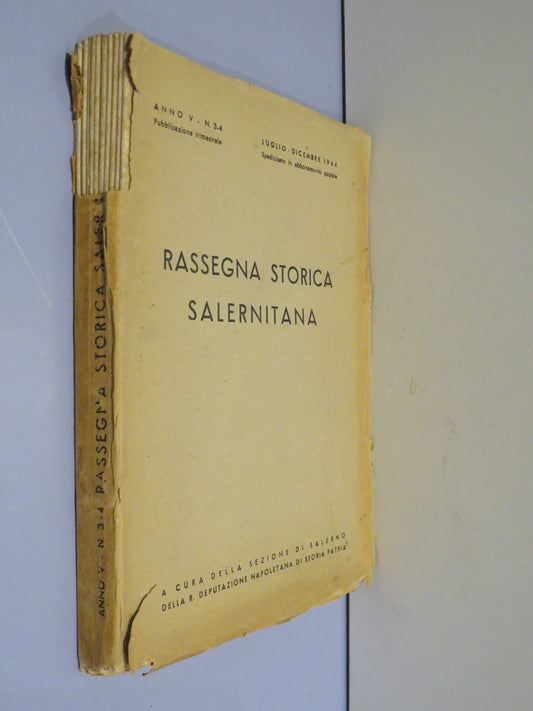 ANNO V - N. 3-4
Pubblicazione trimestrale
LUGLIO - DICEMBRE 1944
Spedizione in abbonamento postale
RASSEGNA STORICA
SALERNITANA
A CURA DELLA SEZIONE DI SALERNO
DELLA R. DEPUTAZIONE NAPOLETANA DI STORIA PATRIA
ANNO V - N. 3-4 RASSEGNA STORICA SALER